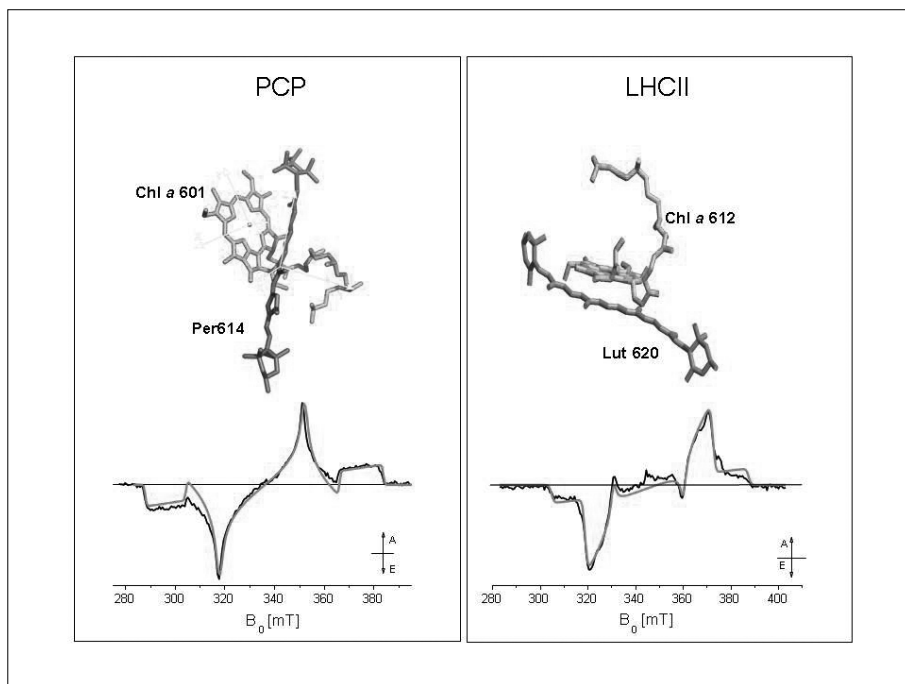 PCP
Chl a 601
Per614
A
E
280 300 320 340 360 380
B0 [mT]
LHCII
Chl a 612
Lut 620
A
E
280 300 320 340 360 380 400
B0 [mT]